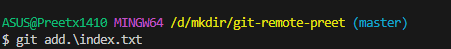 ASUS@Preetx1410 MINGW64 /d/mkdir/git-remote-preet (master)
$ git add.\index.txt